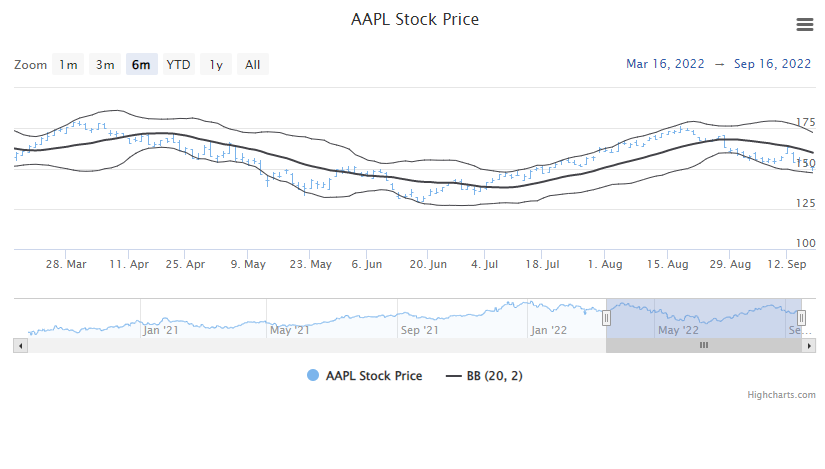 AAPL Stock Price
Zoom 1m 3m 6m YTD 1y All Mar 16, 2022 → Sep 16, 2022
175
150
125
100
28. Mar 11. Apr 25. Apr 9. May 23. May 6. Jun 20. Jun 4. Jul 18. Jul 1. Aug 15. Aug 29. Aug 12. Sep
Jan '21 May '21 Sep '21 Jan '22 May '22 Se...
AAPL Stock Price BB (20, 2)
Highcharts.com